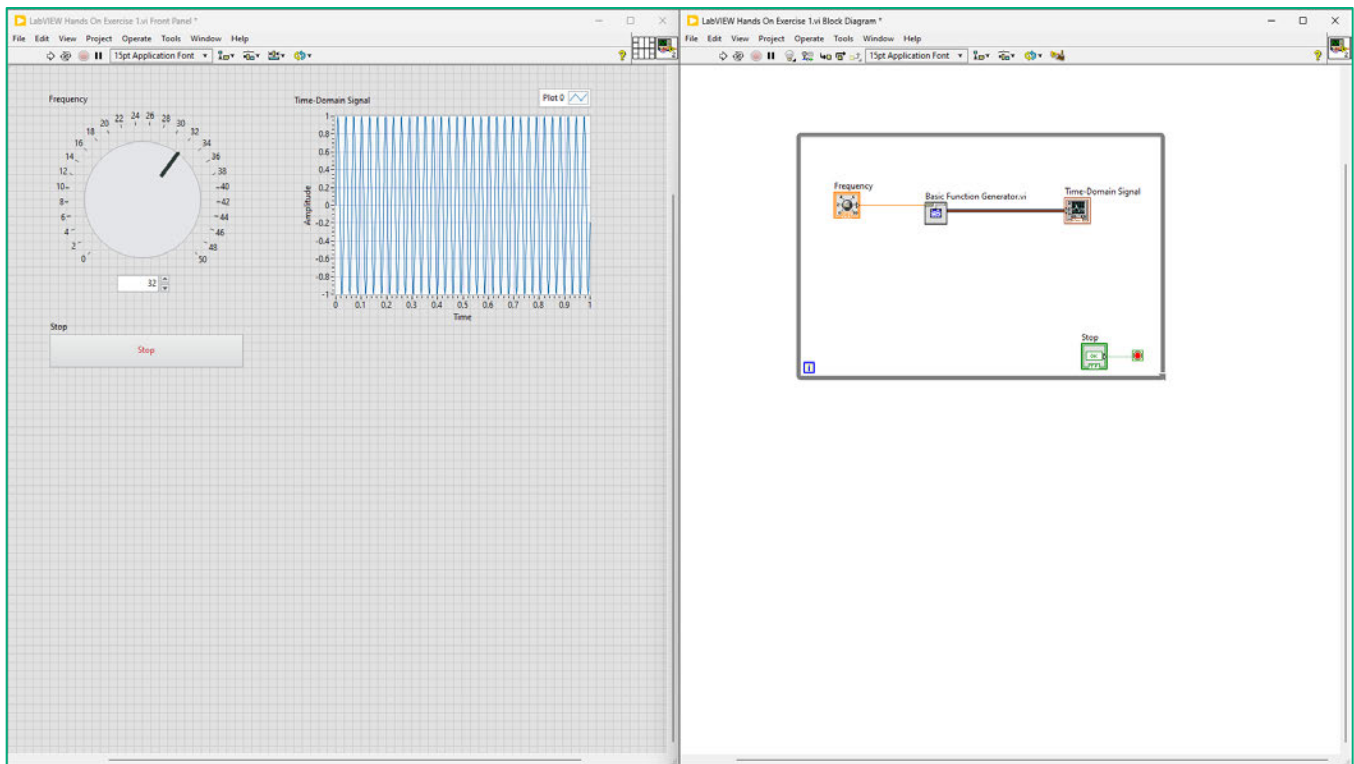 LabVIEW Hands On Exercise 1.vi Front Panel *
File Edit View Project Operate Tools Window Help
15pt Application Font
2
Frequency
0 2 4 6 8 10 12 14 16 18 20 22 24 26 28 30 32 34 36 38 40 42 44 46 48 50
32
Time-Domain Signal
Plot 0
Amplitude
1
0.8
0.6
0.4
0.2
0
-0.2
-0.4
-0.6
-0.8
-1
0 0.1 0.2 0.3 0.4 0.5 0.6 0.7 0.8 0.9 1
Time
Stop
Stop
LabVIEW Hands On Exercise 1.vi Block Diagram *
File Edit View Project Operate Tools Window Help
15pt Application Font
2
Frequency
Basic Function Generator.vi
Time-Domain Signal
Stop
OK
i